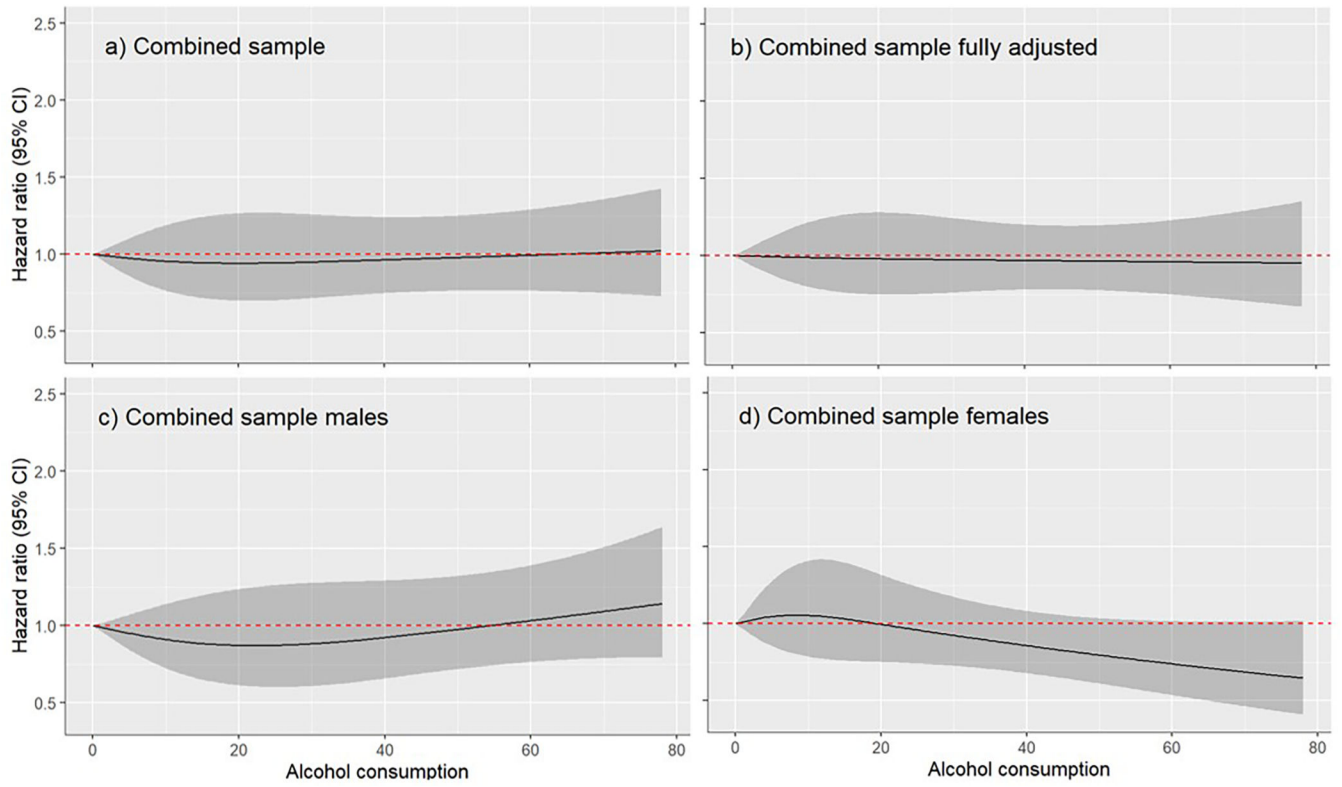 a) Combined sample
b) Combined sample fully adjusted
Hazard ratio (95% CI)
2.5
2.0
1.5
1.0
0.5
c) Combined sample males
d) Combined sample females
Hazard ratio (95% CI)
2.5
2.0
1.5
1.0
0.5
0 20 40 60 80
0 20 40 60 80
Alcohol consumption
Alcohol consumption